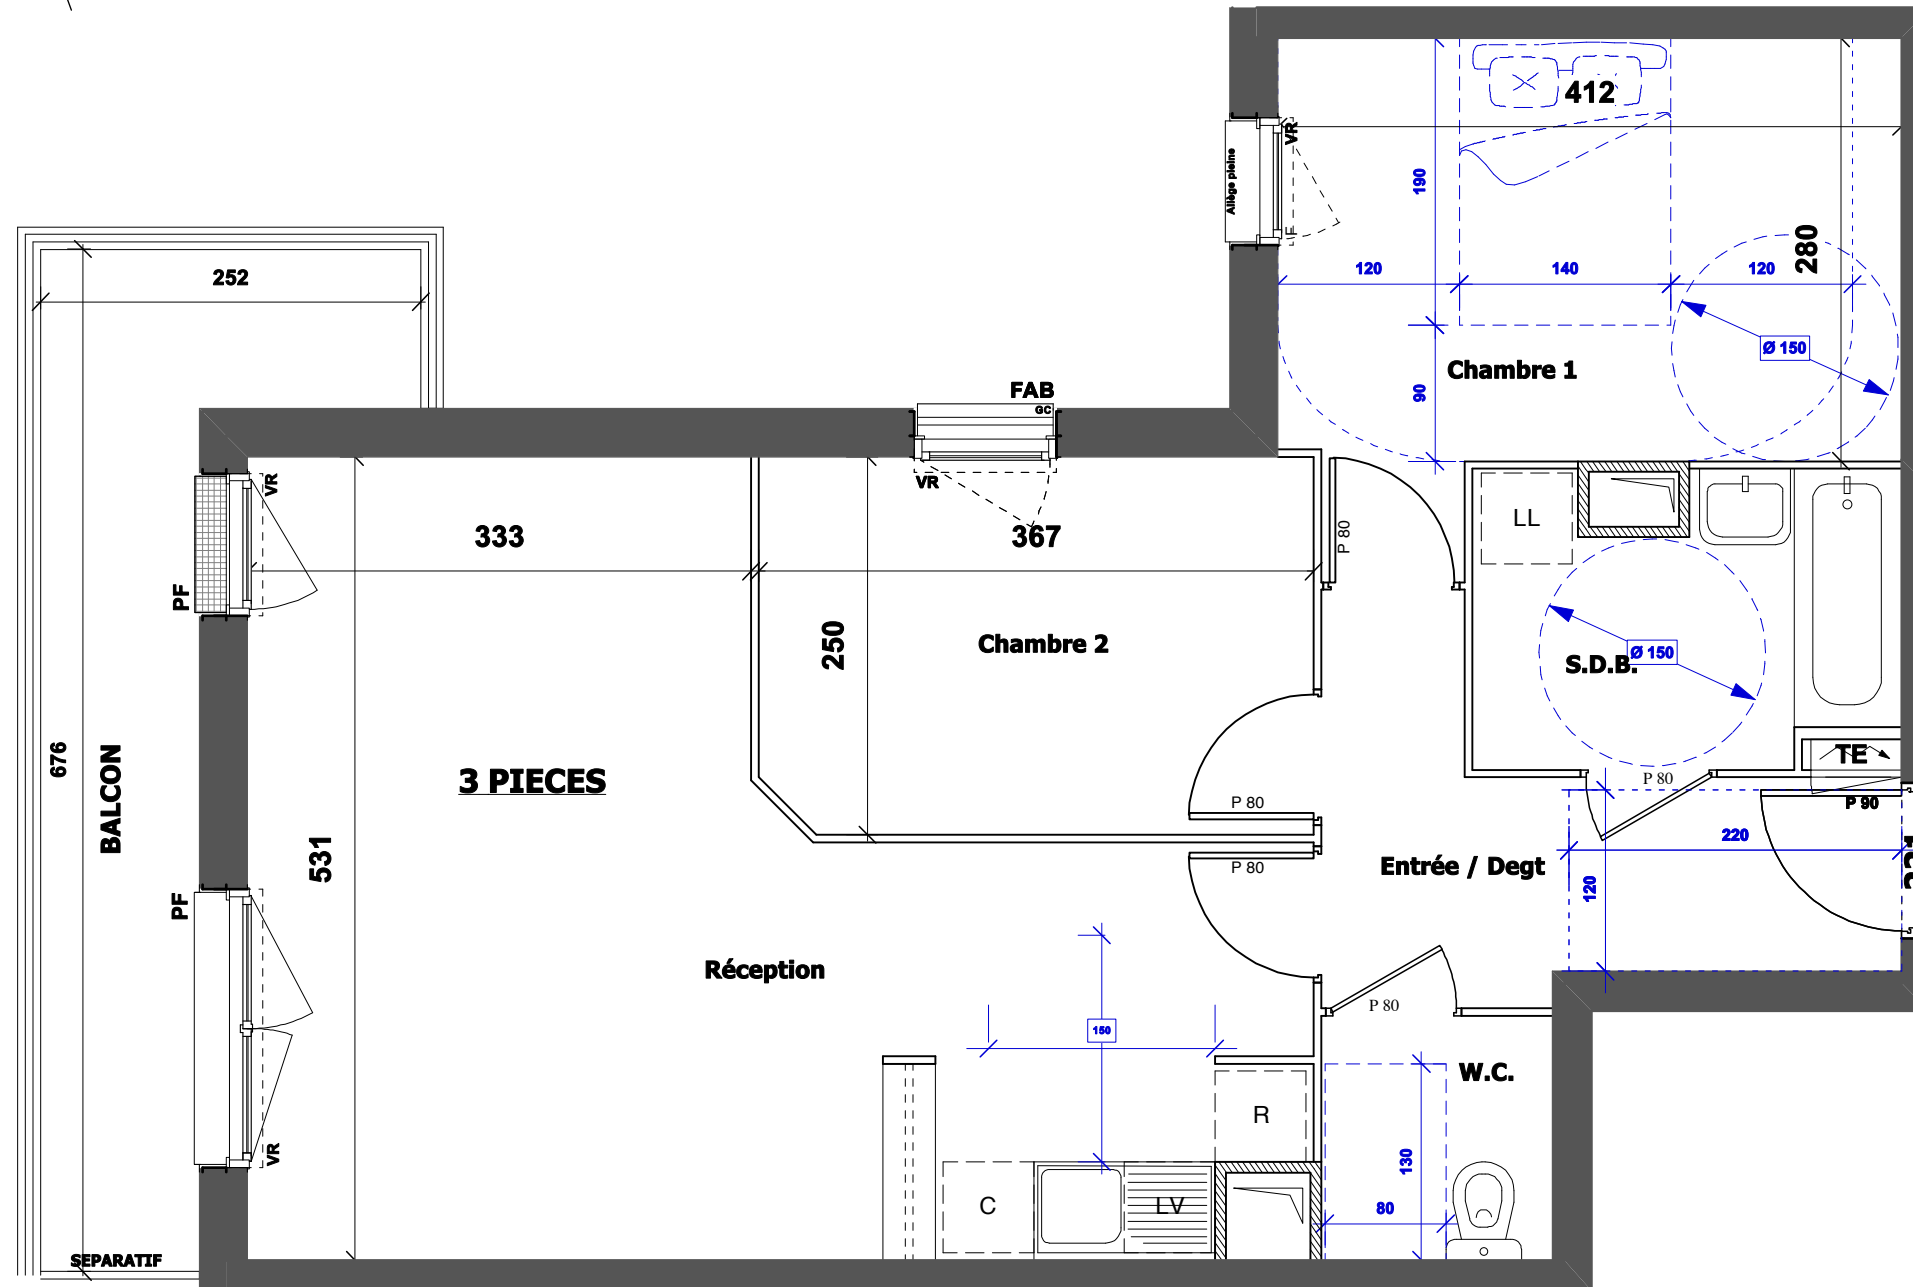 412
VR
Allège pleine
190
280
120
140
120
Ø 150
252
Chambre 1
90
FAB
GC
VR
VR
333
367
P 80
LL
PF
250
Chambre 2
S.D.B.
Ø 150
676
BALCON
3 PIECES
TE
P 80
P 80
P 90
531
220
P 80
Entrée / Degt
120
PF
Réception
P 80
150
W.C.
R
VR
130
C
LV
80
SEPARATIF